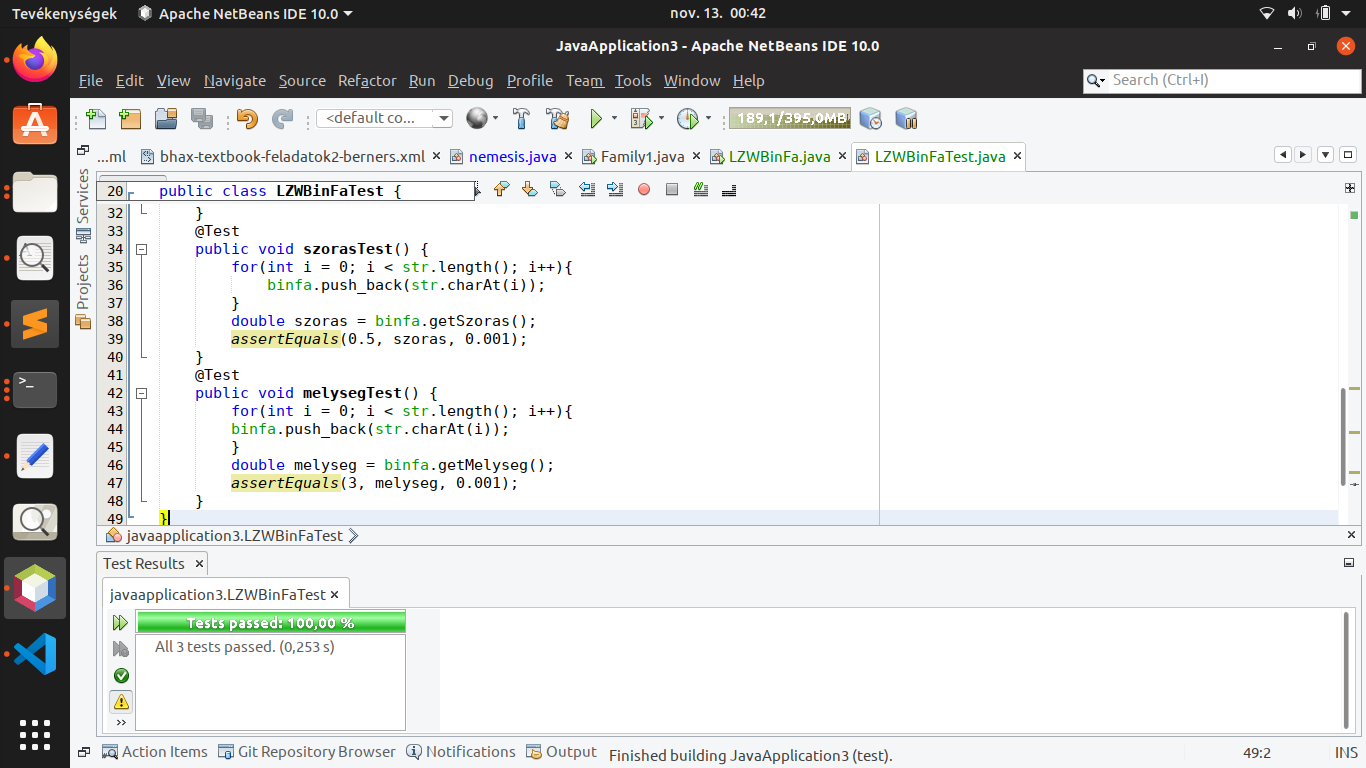 Tevékenységek Apache NetBeans IDE 10.0 nov. 13. 00:42
JavaApplication3 - Apache NetBeans IDE 10.0
File Edit View Navigate Source Refactor Run Debug Profile Team Tools Window Help Search (Ctrl+I)
<default co... 189,1/395,0MB
...ml bhax-textbook-feladatok2-berners.xml nemesis.java Family1.java LZWBinFa.java LZWBinFaTest.java
Services
Projects
20 public class LZWBinFaTest {
32 }
33 @Test
34 public void szorasTest() {
35 for(int i = 0; i < str.length(); i++){
36 binfa.push_back(str.charAt(i));
37 }
38 double szoras = binfa.getSzoras();
39 assertEquals(0.5, szoras, 0.001);
40 }
41 @Test
42 public void melysegTest() {
43 for(int i = 0; i < str.length(); i++){
44 binfa.push_back(str.charAt(i));
45 }
46 double melyseg = binfa.getMelyseg();
47 assertEquals(3, melyseg, 0.001);
48 }
49 }
javaapplication3.LZWBinFaTest
Test Results
javaapplication3.LZWBinFaTest
Tests passed: 100,00 %
All 3 tests passed. (0,253 s)
Action Items Git Repository Browser Notifications Output Finished building JavaApplication3 (test). 49:2 INS